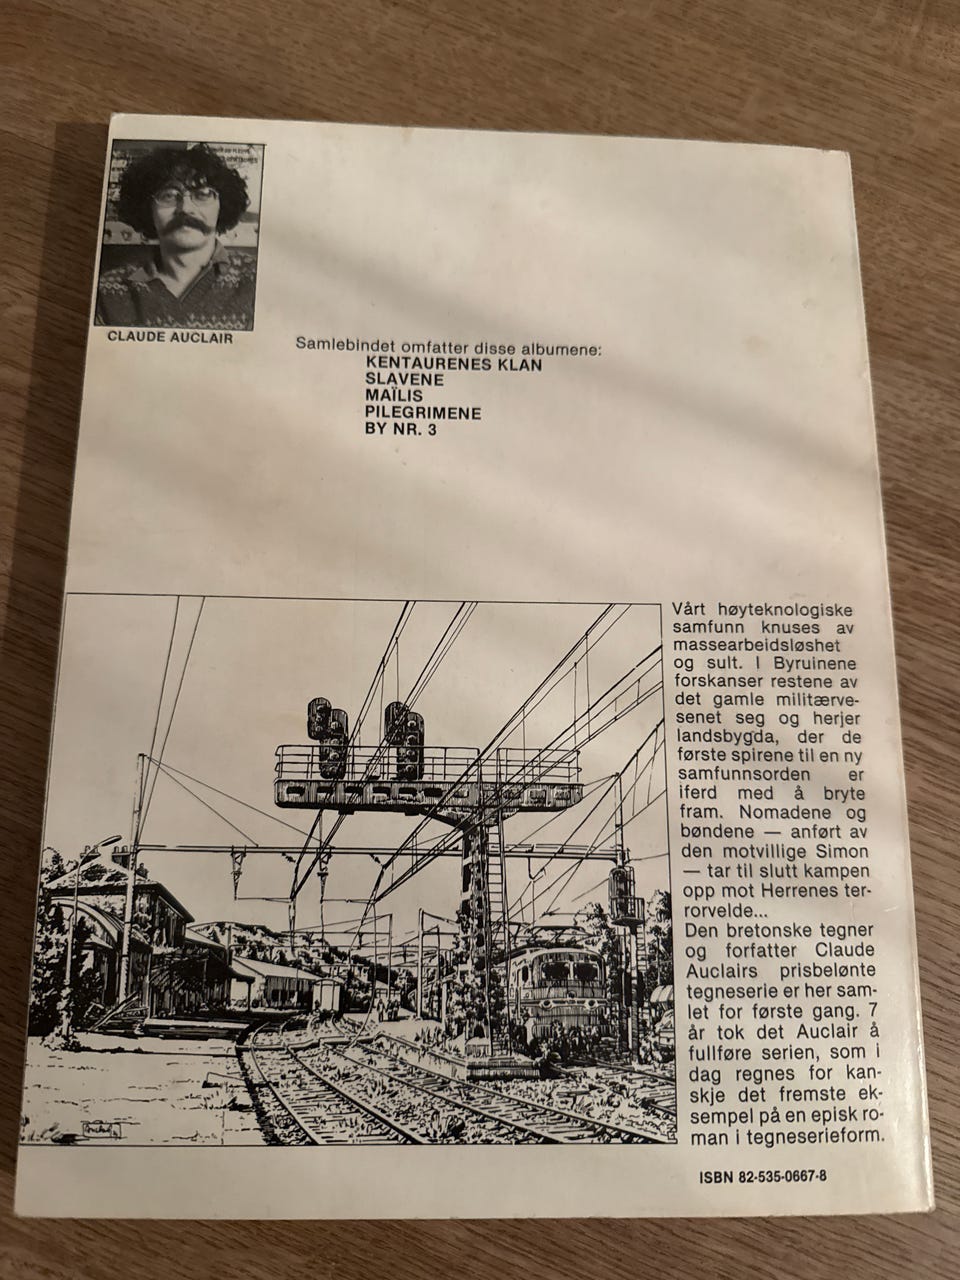 CLAUDE AUCLAIR
Samlebindet omfatter disse albumene:
KENTAURENES KLAN
SLAVENE
MAÏLIS
PILEGRIMENE
BY NR. 3
Vårt høyteknologiske
samfunn knuses av
massearbeidsløshet
og sult. I Byruinene
forskanser restene av
det gamle militærve-
senet seg og herjer
landsbygda, der de
første spirene til en ny
samfunnsorden er
iferd med å bryte
fram. Nomadene og
bøndene — anført av
den motvillige Simon
— tar til slutt kampen
opp mot Herrenes ter-
rorvelde...
Den bretonske tegner
og forfatter Claude
Auclairs prisbelønte
tegneserie er her sam-
let for første gang. 7
år tok det Auclair å
fullføre serien, som i
dag regnes for kan-
skje det fremste ek-
sempel på en episk ro-
man i tegneserieform.
ISBN 82-535-0667-8